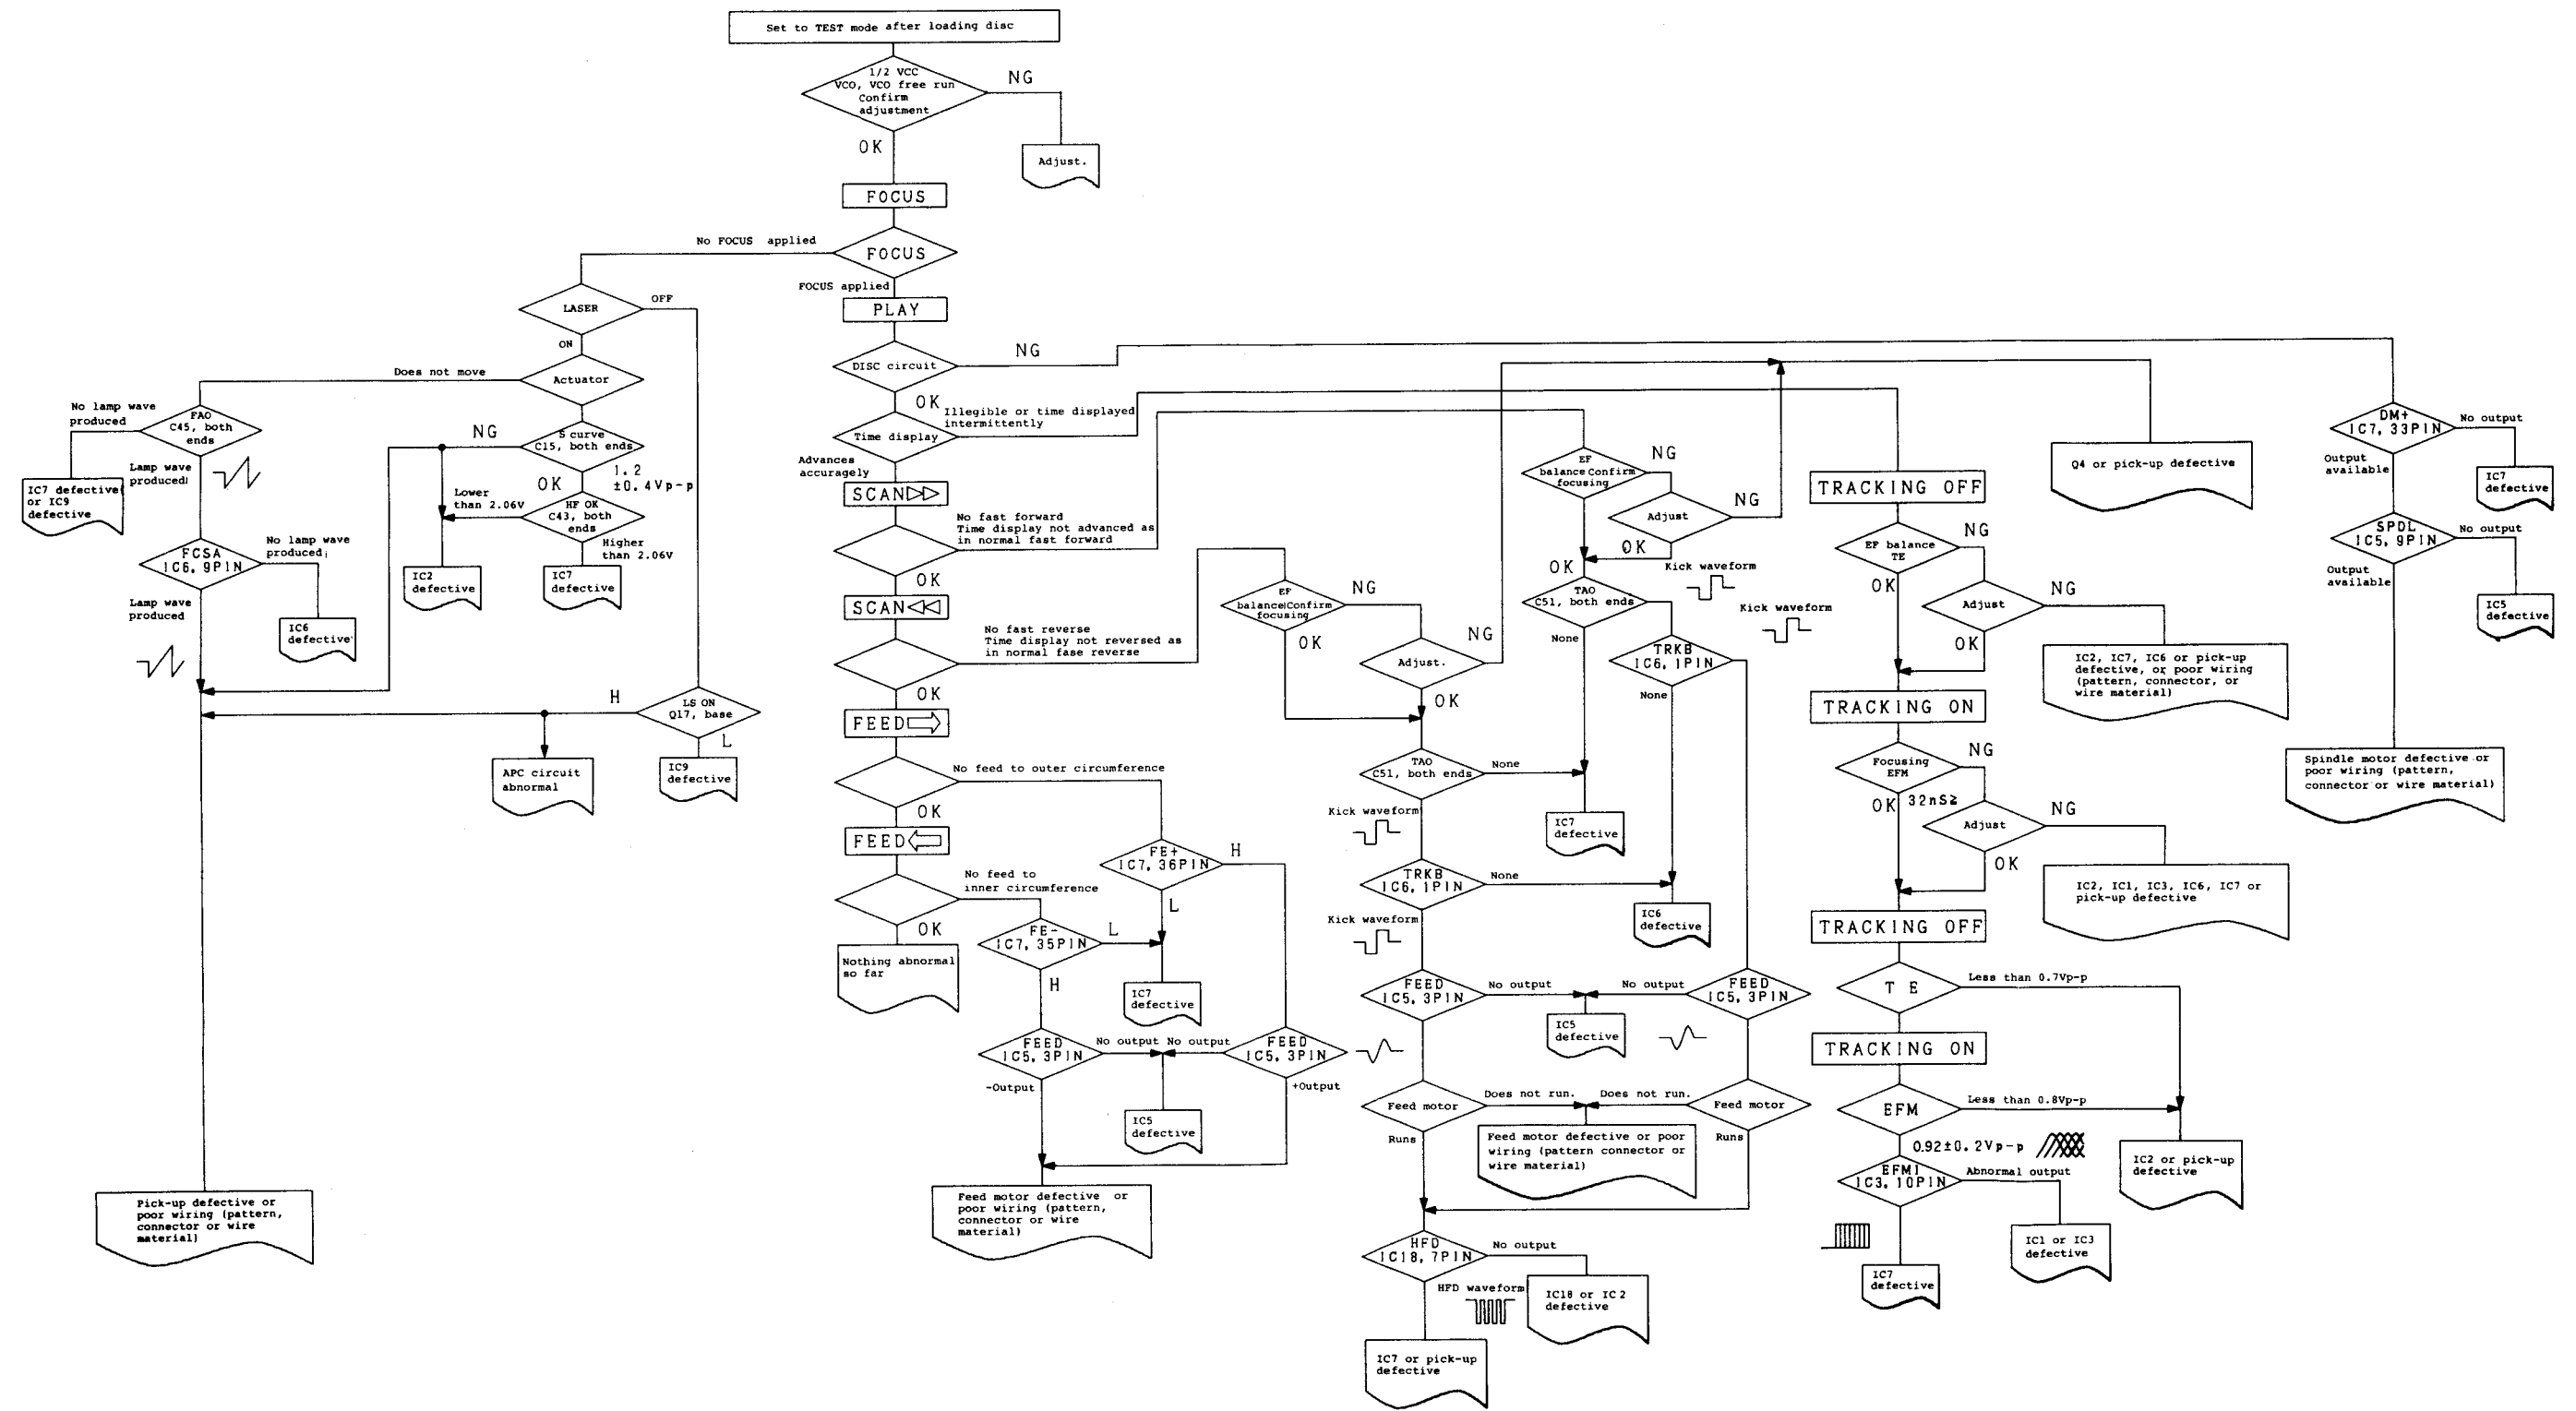 Set to TEST mode after loading disc
1/2 VCC
VCO, VCO free run
Confirm
adjustment
NG
OK
Adjust.
FOCUS
No FOCUS applied
FOCUS
FOCUS applied
PLAY
LASER
OFF
ON
Does not move
Actuator
No lamp wave
produced
FAO
C45, both
ends
NG
S curve
C15, both ends
Lamp wave
produced
OK
1.2
±0.4Vp-p
IC7 defective
or IC9
defective
Lower
than 2.06V
HF OK
C43, both
ends
Higher
than 2.06V
FCSA
IC6, 9PIN
No lamp wave
produced
IC2
defective
IC7
defective
Lamp wave
produced
IC6
defective
H
LS ON
Q17, base
L
APC circuit
abnormal
IC9
defective
Pick-up defective or
poor wiring (pattern,
connector or wire
material)
DISC circuit
NG
OK
Illegible or time displayed
intermittently
Time display
Advances
accuragely
SCAN
No fast forward
Time display not advanced as
in normal fast forward
OK
SCAN
No fast reverse
Time display not reversed as
in normal fase reverse
OK
FEED
No feed to outer circumference
OK
FEED
No feed to
inner circumference
OK
Nothing abnormal
so far
FE+
IC7, 36PIN
H
L
FE-
IC7, 35PIN
L
H
IC7
defective
FEED
IC5, 3PIN
No output
No output
FEED
IC5, 3PIN
-Output
+Output
IC5
defective
Feed motor defective or
poor wiring (pattern,
connector or wire
material)
EF
balance Confirm
focusing
NG
OK
Adjust.
NG
OK
TAO
C51, both ends
None
Kick waveform
TRKB
IC6, 1PIN
None
Kick waveform
FEED
IC5, 3PIN
No output
Feed motor
Does not run.
Runs
HFD
IC18, 7PIN
No output
HFD waveform
IC18 or IC2
defective
IC7 or pick-up
defective
EF
balance Confirm
focusing
NG
Adjust
NG
OK
OK
Kick waveform
TAO
C51, both ends
None
Kick waveform
TRKB
IC6, 1PIN
None
IC7
defective
IC6
defective
No output
FEED
IC5, 3PIN
IC5
defective
Does not run.
Feed motor
Runs
Feed motor defective or poor
wiring (pattern connector or
wire material)
Q4 or pick-up defective
TRACKING OFF
EF balance
TE
NG
OK
Adjust
NG
OK
IC2, IC7, IC6 or pick-up
defective, or poor wiring
(pattern, connector, or
wire material)
TRACKING ON
Focusing
EFM
NG
OK
32nS≥
Adjust
NG
OK
IC2, IC1, IC3, IC6, IC7 or
pick-up defective
TRACKING OFF
TE
Less than 0.7Vp-p
TRACKING ON
EFM
Less than 0.8Vp-p
0.92±0.2Vp-p
IC2 or pick-up
defective
EFMI
IC3, 10PIN
Abnormal output
IC1 or IC3
defective
IC7
defective
DM+
IC7, 33PIN
No output
Output
available
IC7
defective
SPDL
IC5, 9PIN
No output
Output
available
IC5
defective
Spindle motor defective or
poor wiring (pattern,
connector or wire material)